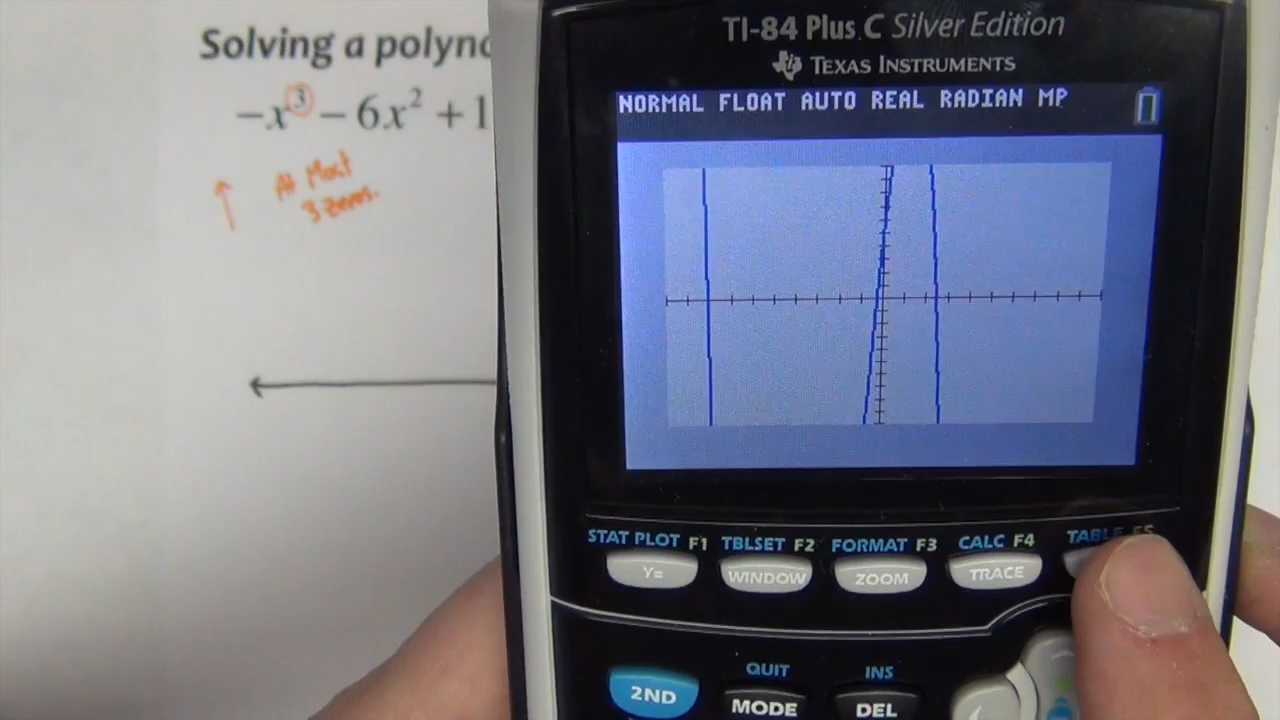 Solving a
−x³ − 6x² + 1
At Most
3 zeros.
TI-84 Plus C Silver Edition
TEXAS INSTRUMENTS
NORMAL FLOAT AUTO REAL RADIAN MP
STAT PLOT F1 TBLSET F2 FORMAT F3 CALC F4 TABLE F5
Y= WINDOW ZOOM TRACE
QUIT INS
2ND MODE DEL